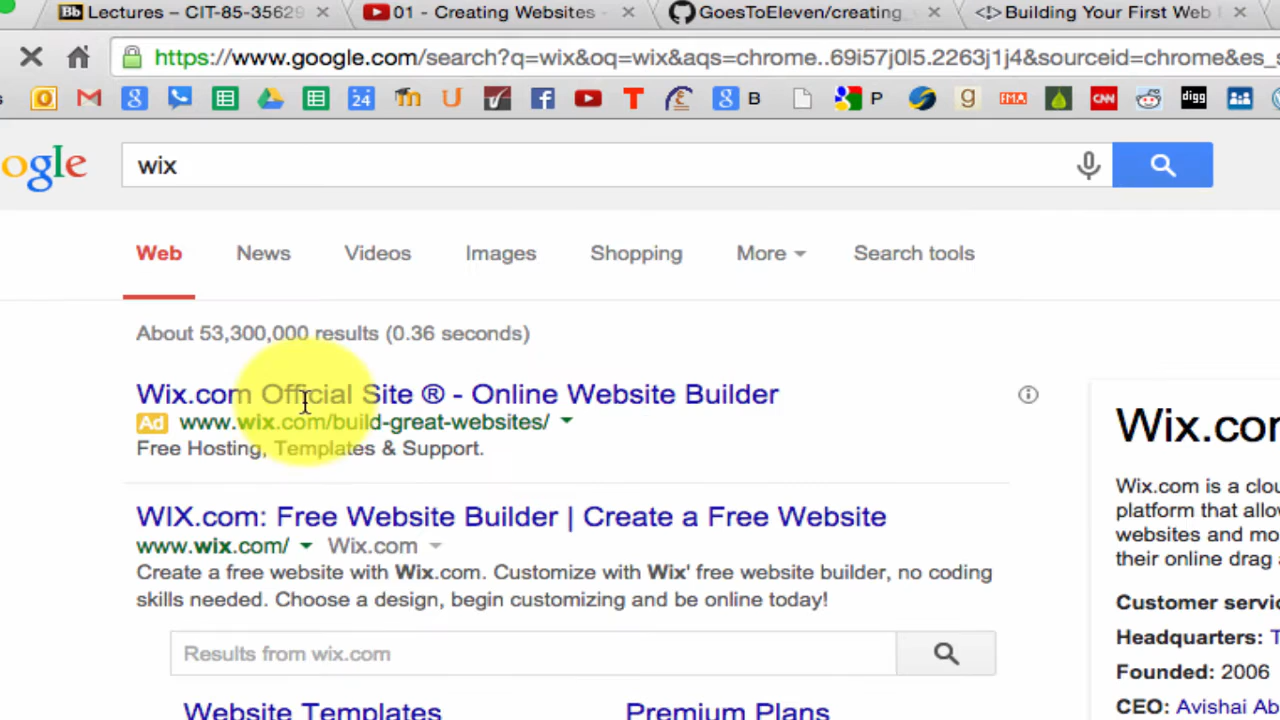 Lectures – CIT-85-35629
01 - Creating Websites -
GoesToEleven/creating_
Building Your First Web
https://www.google.com/search?q=wix&oq=wix&aqs=chrome..69i57j0l5.2263j1j4&sourceid=chrome&es_
B
P
ogle
wix
Web
News
Videos
Images
Shopping
More
Search tools
About 53,300,000 results (0.36 seconds)
Wix.com Official Site ® - Online Website Builder
Ad www.wix.com/build-great-websites/
Free Hosting, Templates & Support.
WIX.com: Free Website Builder | Create a Free Website
www.wix.com/ Wix.com
Create a free website with Wix.com. Customize with Wix' free website builder, no coding
skills needed. Choose a design, begin customizing and be online today!
Results from wix.com
Website Templates
Premium Plans
Wix.com
Wix.com is a clou
platform that allow
websites and mo
their online drag
Customer servic
Headquarters: T
Founded: 2006
CEO: Avishai Ab